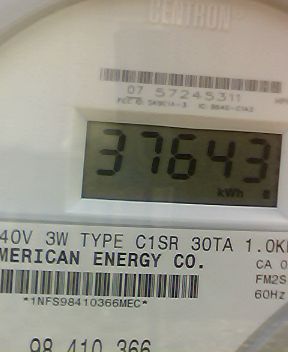 CENTRON
07 57245311
37643
kWh
40V 3W TYPE C1SR 30TA 1.0K
MERICAN ENERGY CO.
CA 0
FM2S
60Hz
*1NFS98410366MEC*
98 410 366